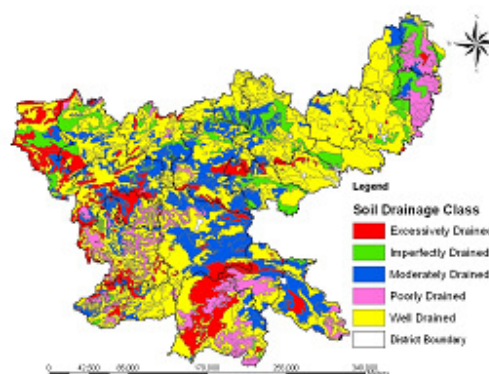 Legend
Soil Drainage Class
Excessively Drained
Imperfectly Drained
Moderately Drained
Poorly Drained
Well Drained
District Boundary
0 42,500 85,000 170,000 255,000 340,000